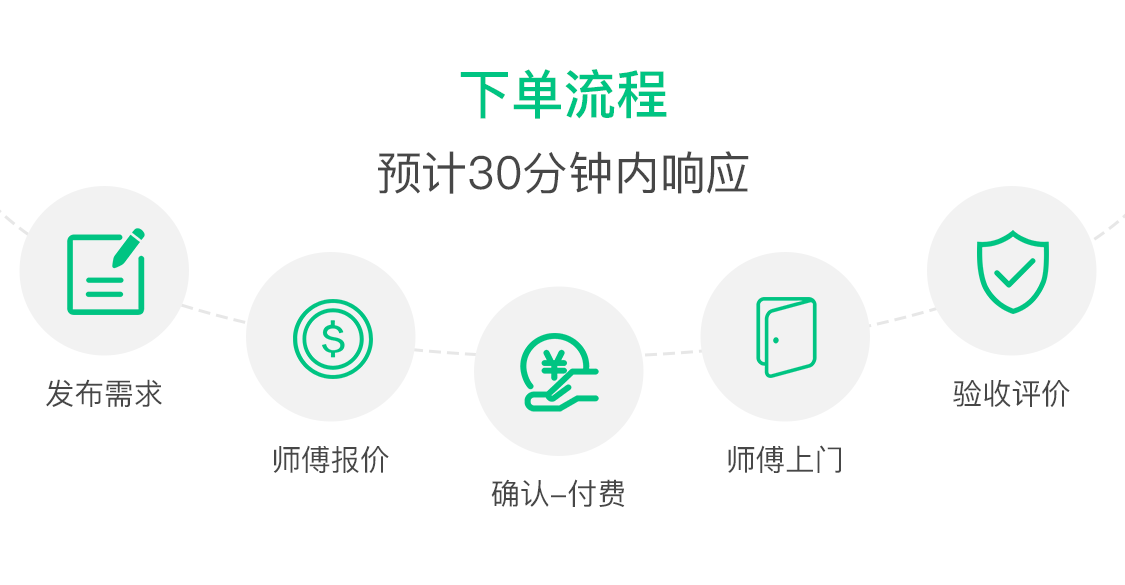 下单流程
预计30分钟内响应
发布需求
师傅报价
确认–付费
师傅上门
验收评价